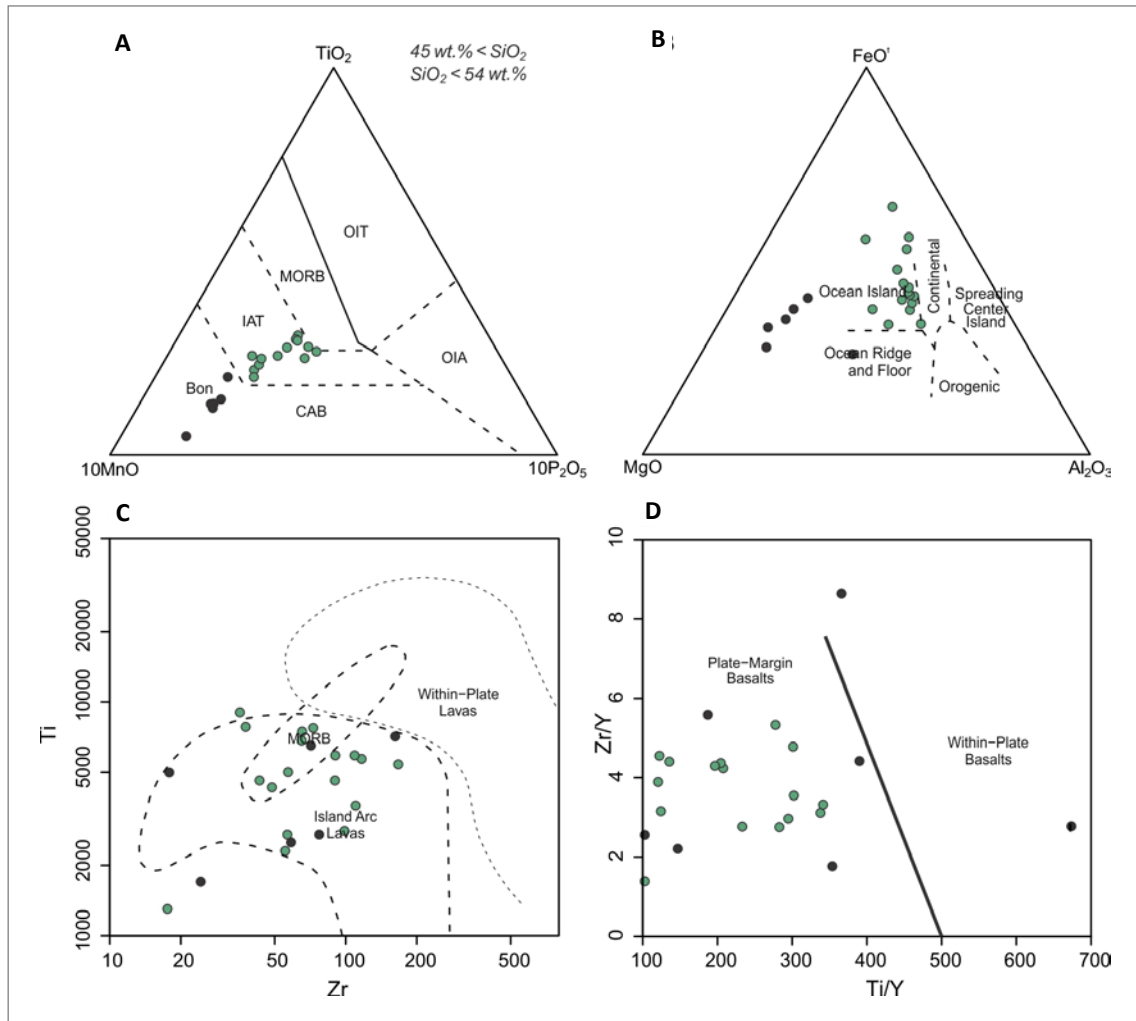 A
TiO₂
45 wt.% < SiO₂
SiO₂ < 54 wt.%
OIT
MORB
IAT
OIA
Bon
CAB
10MnO
10P₂O₅
B
FeOᵗ
Ocean Island
Continental
Spreading
Center
Island
Ocean Ridge
and Floor
Orogenic
MgO
Al₂O₃
C
Ti
50000
20000
10000
5000
2000
1000
Within−Plate
Lavas
MORB
Island Arc
Lavas
10
20
50
100
200
500
Zr
D
Zr/Y
10
8
6
4
2
0
Plate−Margin
Basalts
Within−Plate
Basalts
100
200
300
400
500
600
700
Ti/Y